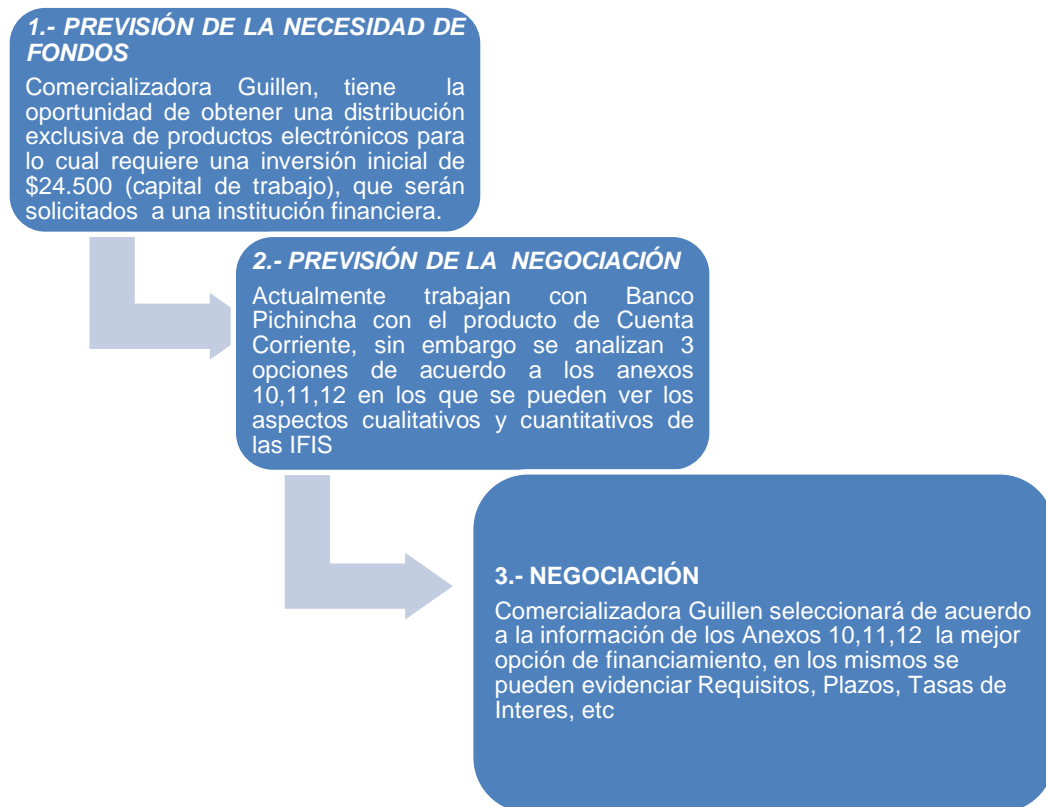 1.- PREVISIÓN DE LA NECESIDAD DE
FONDOS
Comercializadora Guillen, tiene la
oportunidad de obtener una distribución
exclusiva de productos electrónicos para
lo cual requiere una inversión inicial de
$24.500 (capital de trabajo), que serán
solicitados a una institución financiera.
2.- PREVISIÓN DE LA NEGOCIACIÓN
Actualmente trabajan con Banco
Pichincha con el producto de Cuenta
Corriente, sin embargo se analizan 3
opciones de acuerdo a los anexos
10,11,12 en los que se pueden ver los
aspectos cualitativos y cuantitativos de
las IFIS
3.- NEGOCIACIÓN
Comercializadora Guillen seleccionará de acuerdo
a la información de los Anexos 10,11,12 la mejor
opción de financiamiento, en los mismos se
pueden evidenciar Requisitos, Plazos, Tasas de
Interes, etc